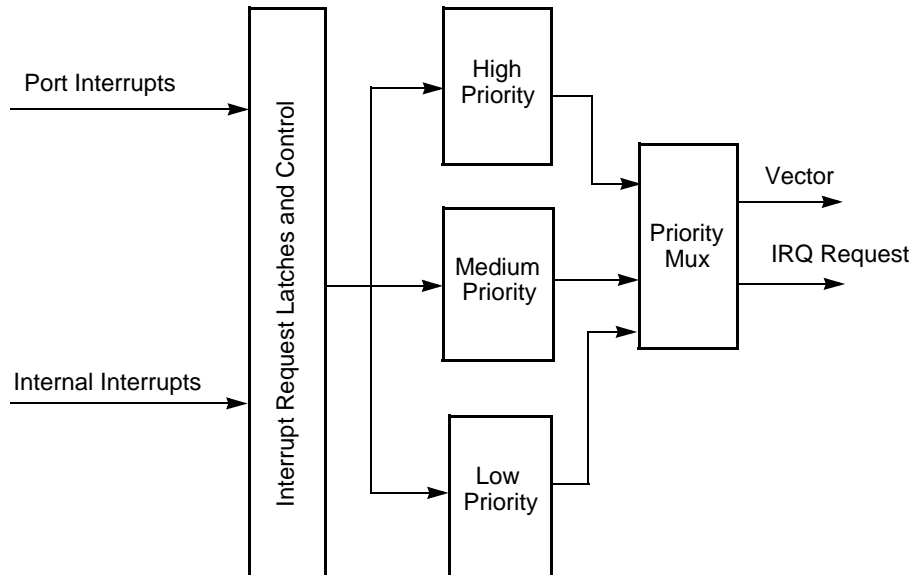 Port Interrupts
Internal Interrupts
Interrupt Request Latches and Control
High
Priority
Medium
Priority
Low
Priority
Priority
Mux
Vector
IRQ Request